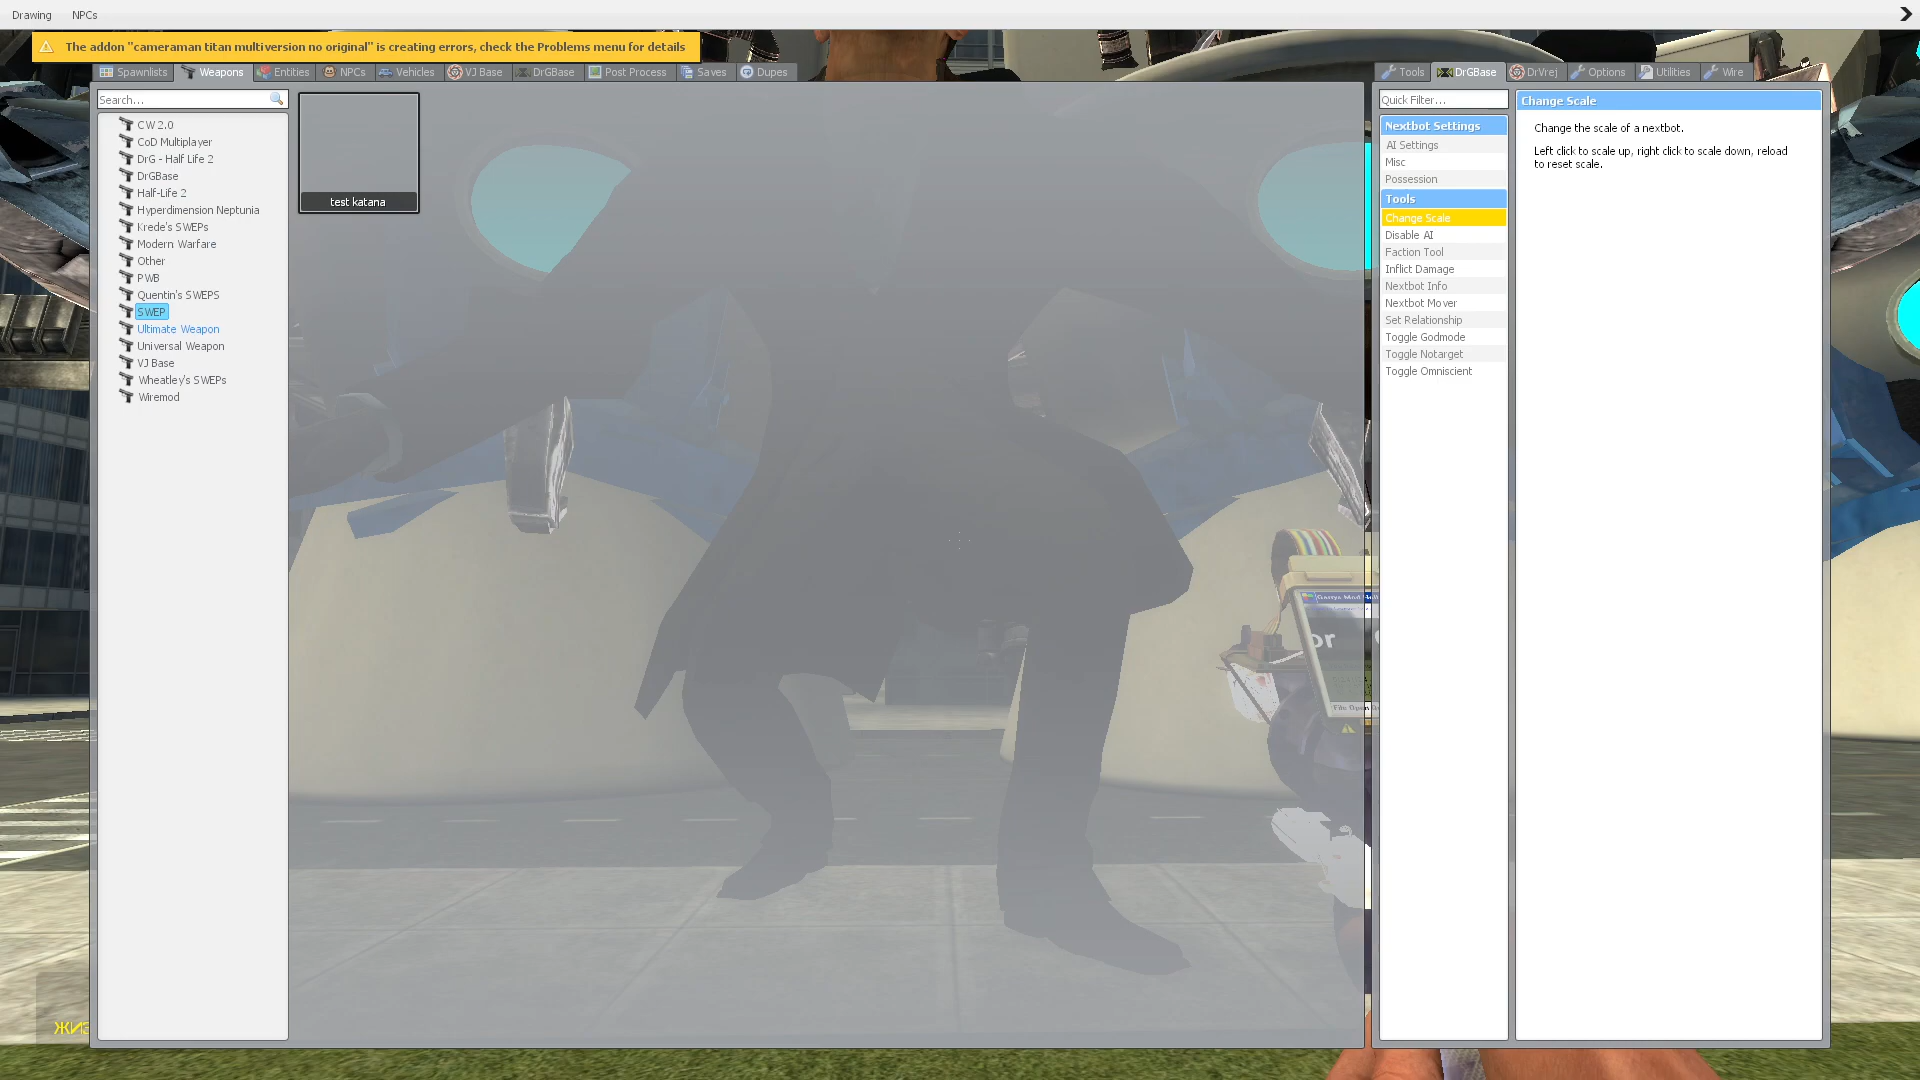 Drawing NPCs
The addon "cameraman titan multiversion no original" is creating errors, check the Problems menu for details
Spawnlists Weapons Entities NPCs Vehicles VJ Base DrGBase Post Process Saves Dupes
Search...
CW 2.0
CoD Multiplayer
DrG - Half Life 2
DrGBase
Half-Life 2
Hyperdimension Neptunia
Krede's SWEPs
Modern Warfare
Other
PWB
Quentin's SWEPS
SWEP
Ultimate Weapon
Universal Weapon
VJ Base
Wheatley's SWEPs
Wiremod
test katana
Tools DrGBase DrVrej Options Utilities Wire
Quick Filter...
Nextbot Settings
AI Settings
Misc
Possession
Tools
Change Scale
Disable AI
Faction Tool
Inflict Damage
Nextbot Info
Nextbot Mover
Set Relationship
Toggle Godmode
Toggle Notarget
Toggle Omniscient
Change Scale
Change the scale of a nextbot.
Left click to scale up, right click to scale down, reload
to reset scale.
or
File Open